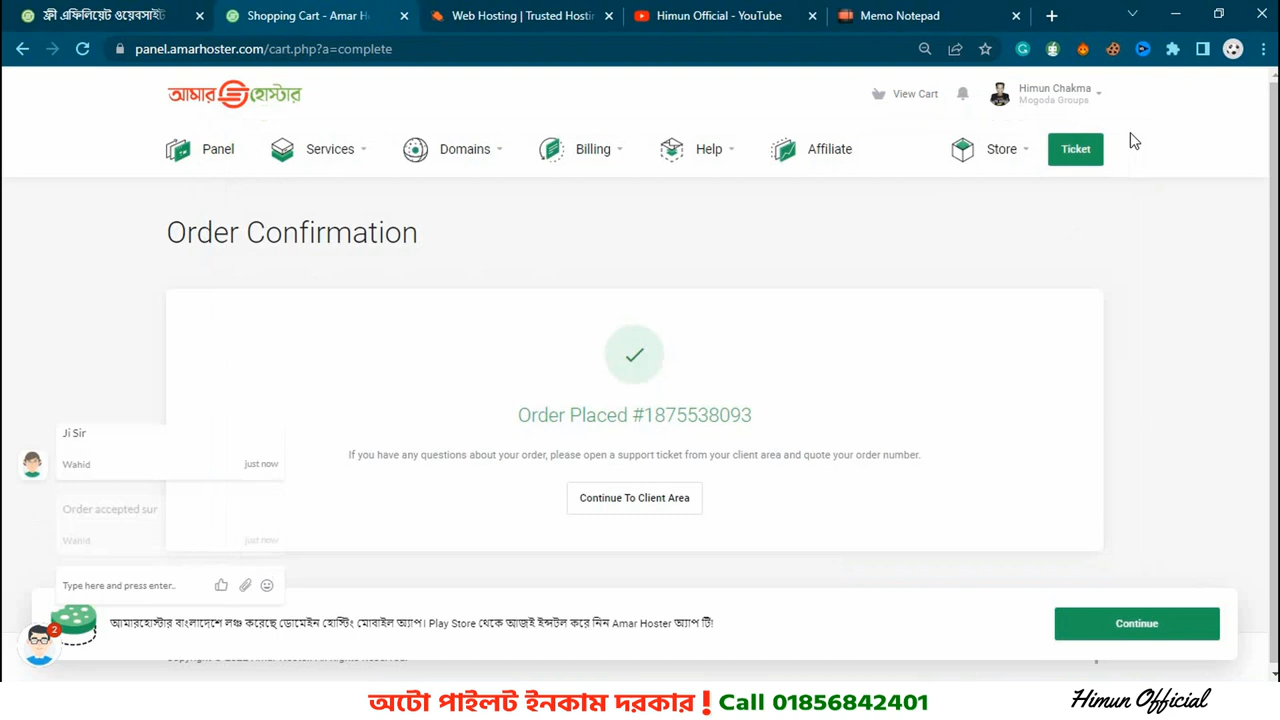 ফ্রী এফিলিয়েট ওয়েবসাইট
Shopping Cart - Amar H
Web Hosting | Trusted Hosti
Himun Official - YouTube
Memo Notepad
panel.amarhoster.com/cart.php?a=complete
আমার হোস্টার
View Cart
Himun Chakma
Mogoda Groups
Panel
Services
Domains
Billing
Help
Affiliate
Store
Ticket
Order Confirmation
Order Placed #1875538093
If you have any questions about your order, please open a support ticket from your client area and quote your order number.
Continue To Client Area
Ji Sir
Wahid just now
Order accepted sur
Wahid just now
Type here and press enter..
2
আমারহোস্টার বাংলাদেশে লঞ্চ করেছে ডোমেইন হোস্টিং মোবাইল অ্যাপ। Play Store থেকে আজই ইন্সটল করে নিন Amar Hoster অ্যাপ টি!
Continue
অটো পাইলট ইনকাম দরকার ! Call 01856842401
Himun Official